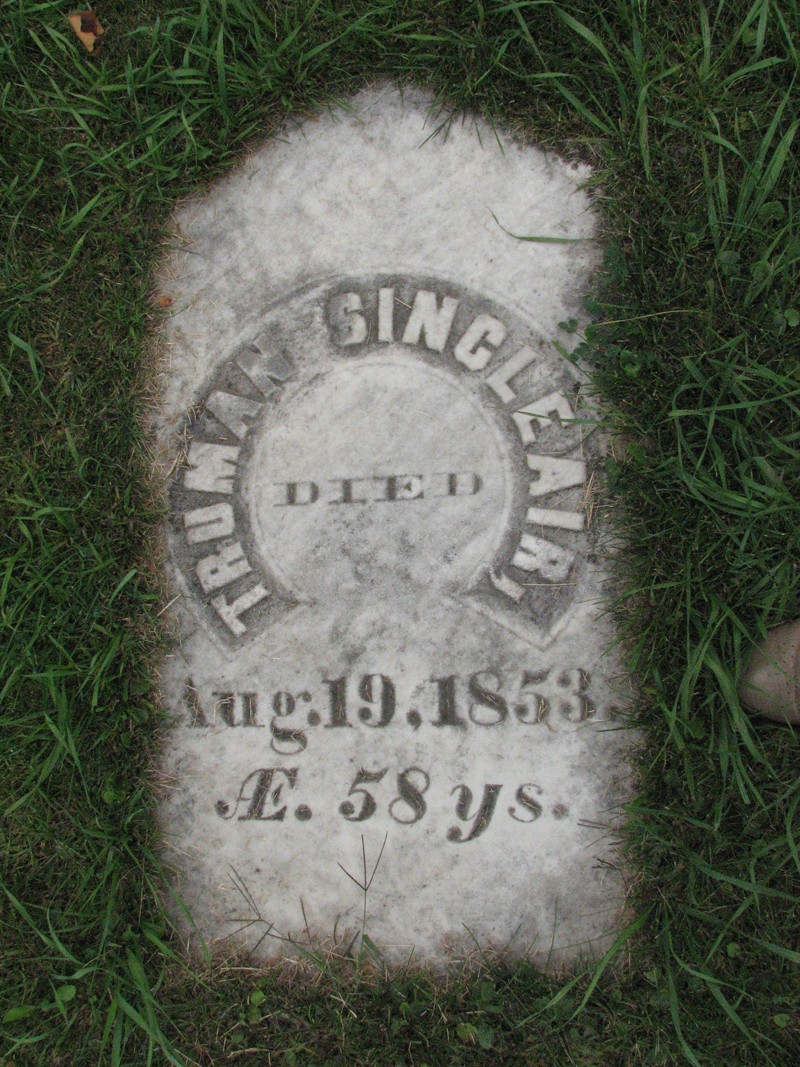 TRUMAN SINCLEAIR,
DIED
Aug. 19, 1853.
Æ. 58 ys.